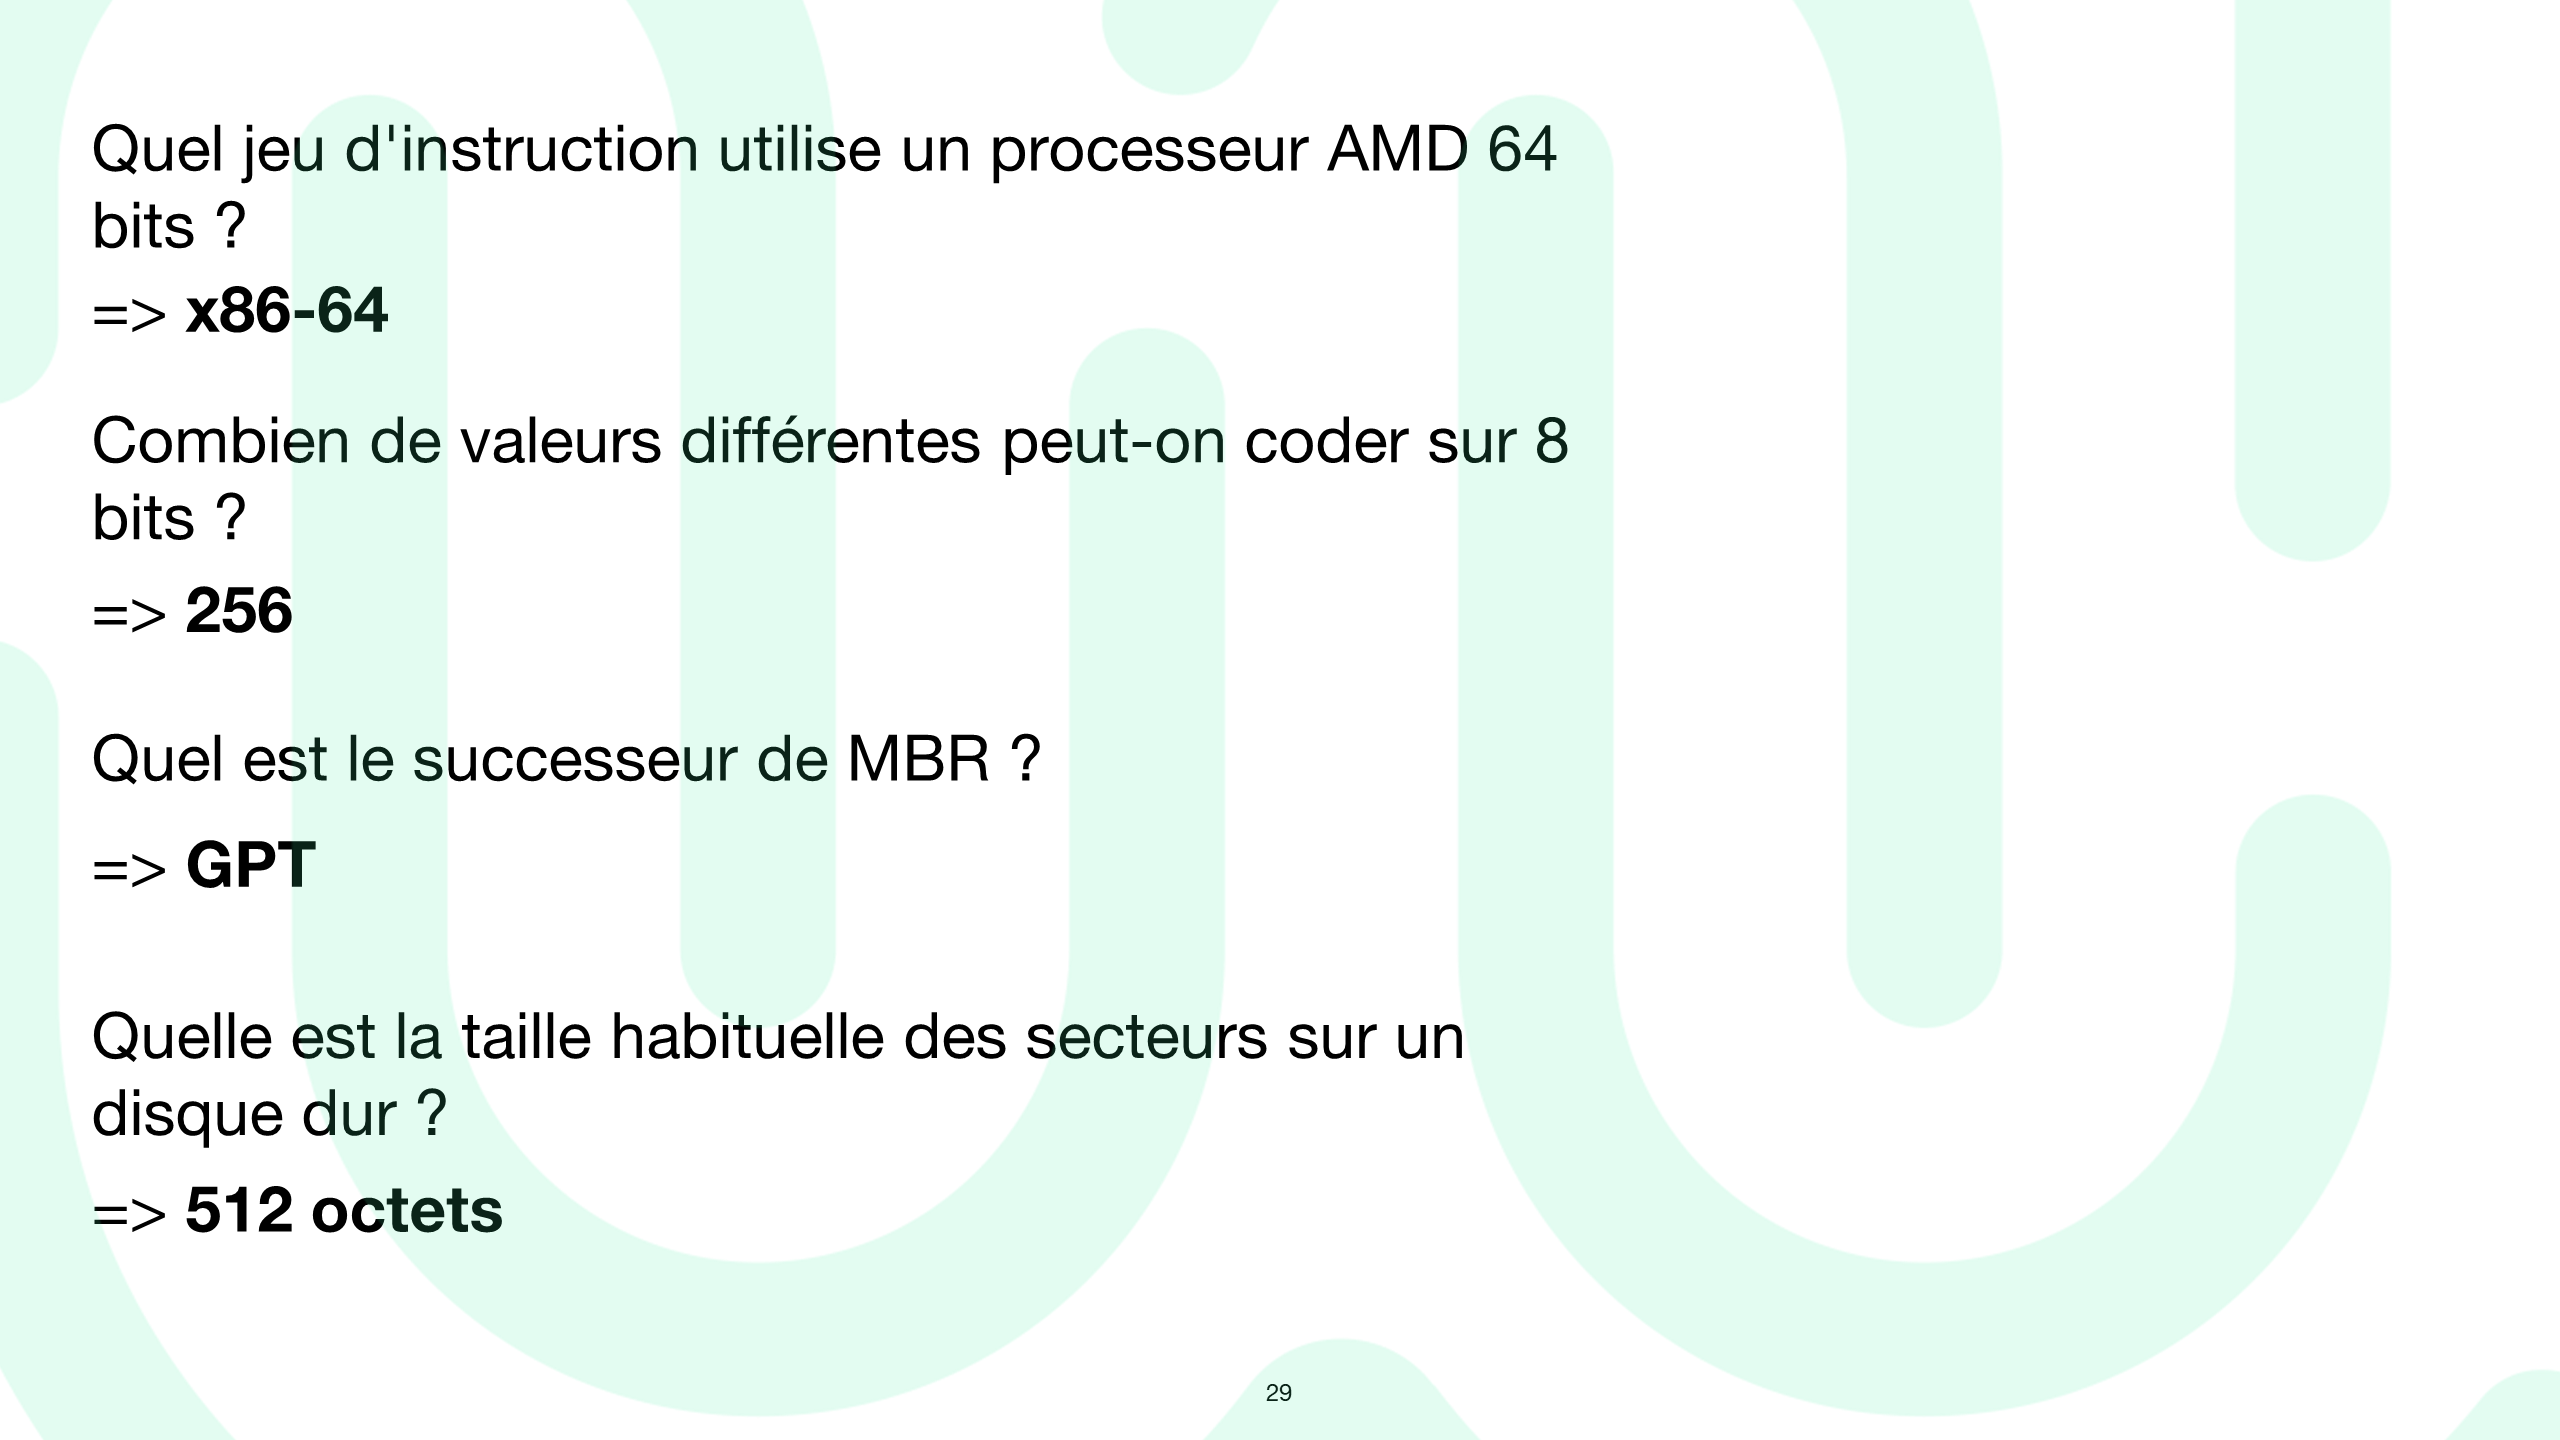 Quel jeu d'instruction utilise un processeur AMD 64
bits ?
=> x86-64
Combien de valeurs différentes peut-on coder sur 8
bits ?
=> 256
Quel est le successeur de MBR ?
=> GPT
Quelle est la taille habituelle des secteurs sur un
disque dur ?
=> 512 octets
29